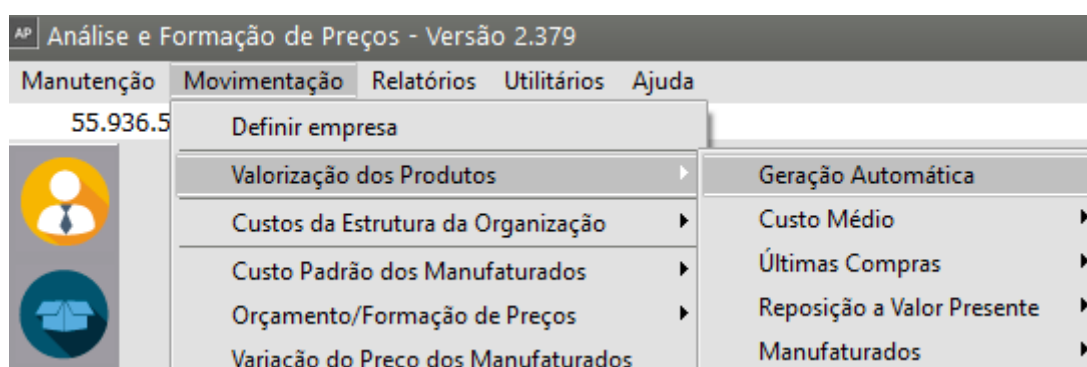 AP Análise e Formação de Preços - Versão 2.379
Manutenção Movimentação Relatórios Utilitários Ajuda
55.936.5
Definir empresa
Valorização dos Produtos
Custos da Estrutura da Organização
Custo Padrão dos Manufaturados
Orçamento/Formação de Preços
Variação do Preço dos Manufaturados
Geração Automática
Custo Médio
Últimas Compras
Reposição a Valor Presente
Manufaturados